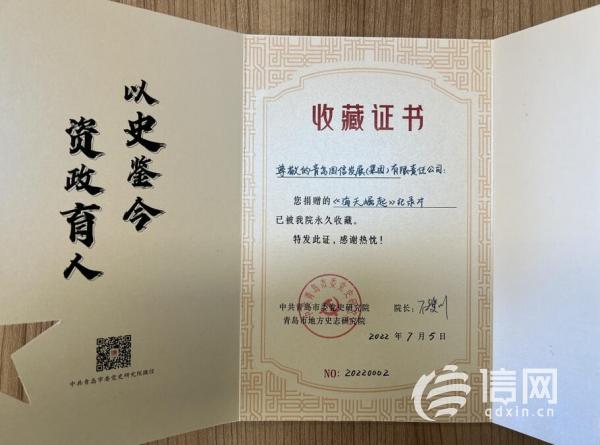 以史鉴今
资政育人
中共青岛市委党史研究院微信
收藏证书
尊敬的青岛国信发展(集团)有限责任公司:
您捐赠的《海天崛起》纪录片
已被我院永久收藏。
特发此证,感谢热忱!
中共青岛市委党史研究院
青岛市地方史志研究院
院长:
2022 年 7 月 5 日
NO: 20220002
信网
qdxin.cn